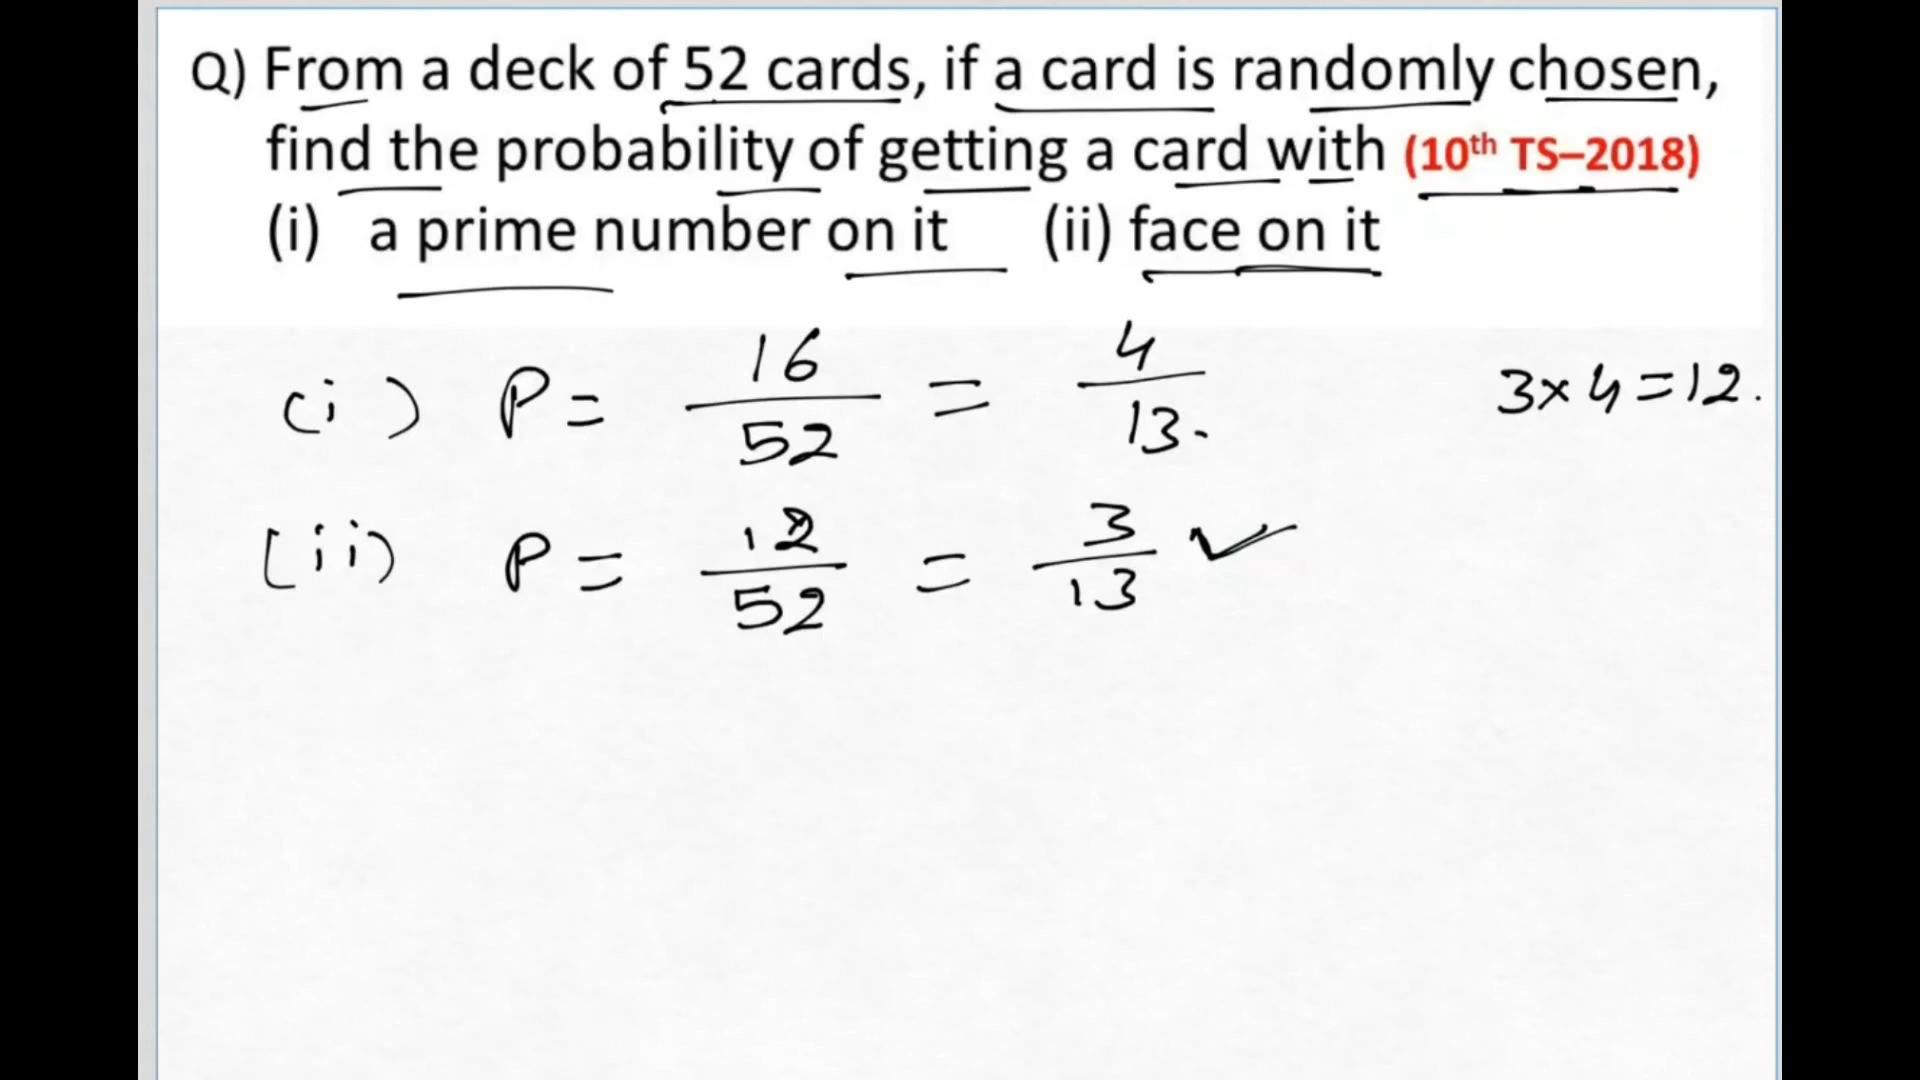 Q) From a deck of 52 cards, if a card is randomly chosen,
find the probability of getting a card with (10th TS–2018)
(i) a prime number on it (ii) face on it
(i) P = 16/52 = 4/13. 3×4=12.
(ii) P = 12/52 = 3/13 ✓